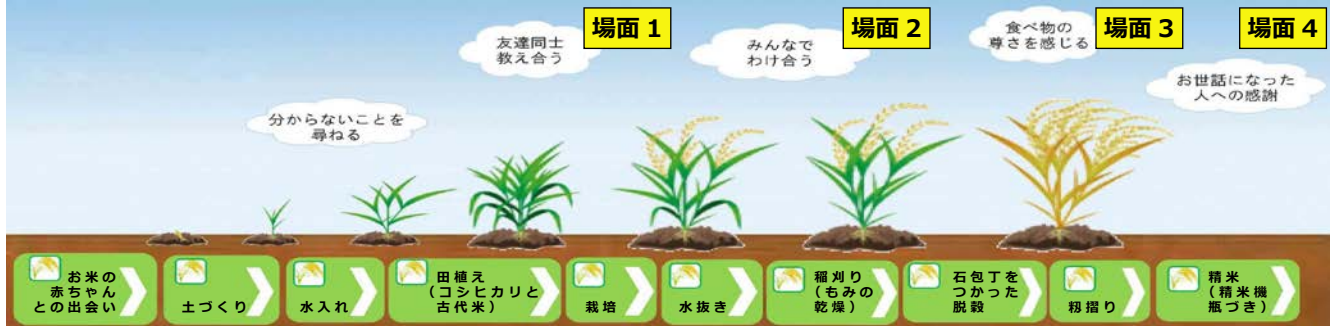 場面１
場面２
場面３
場面４
友達同士
教え合う
みんなで
わけ合う
食べ物の
尊さを感じる
お世話になった
人への感謝
分からないことを
尋ねる
お米の
赤ちゃん
との出会い
土づくり
水入れ
田植え
（コシヒカリと
古代米）
栽培
水抜き
稲刈り
（もみの
乾燥）
石包丁を
つかった
脱穀
籾摺り
精米
（精米機
瓶づき）